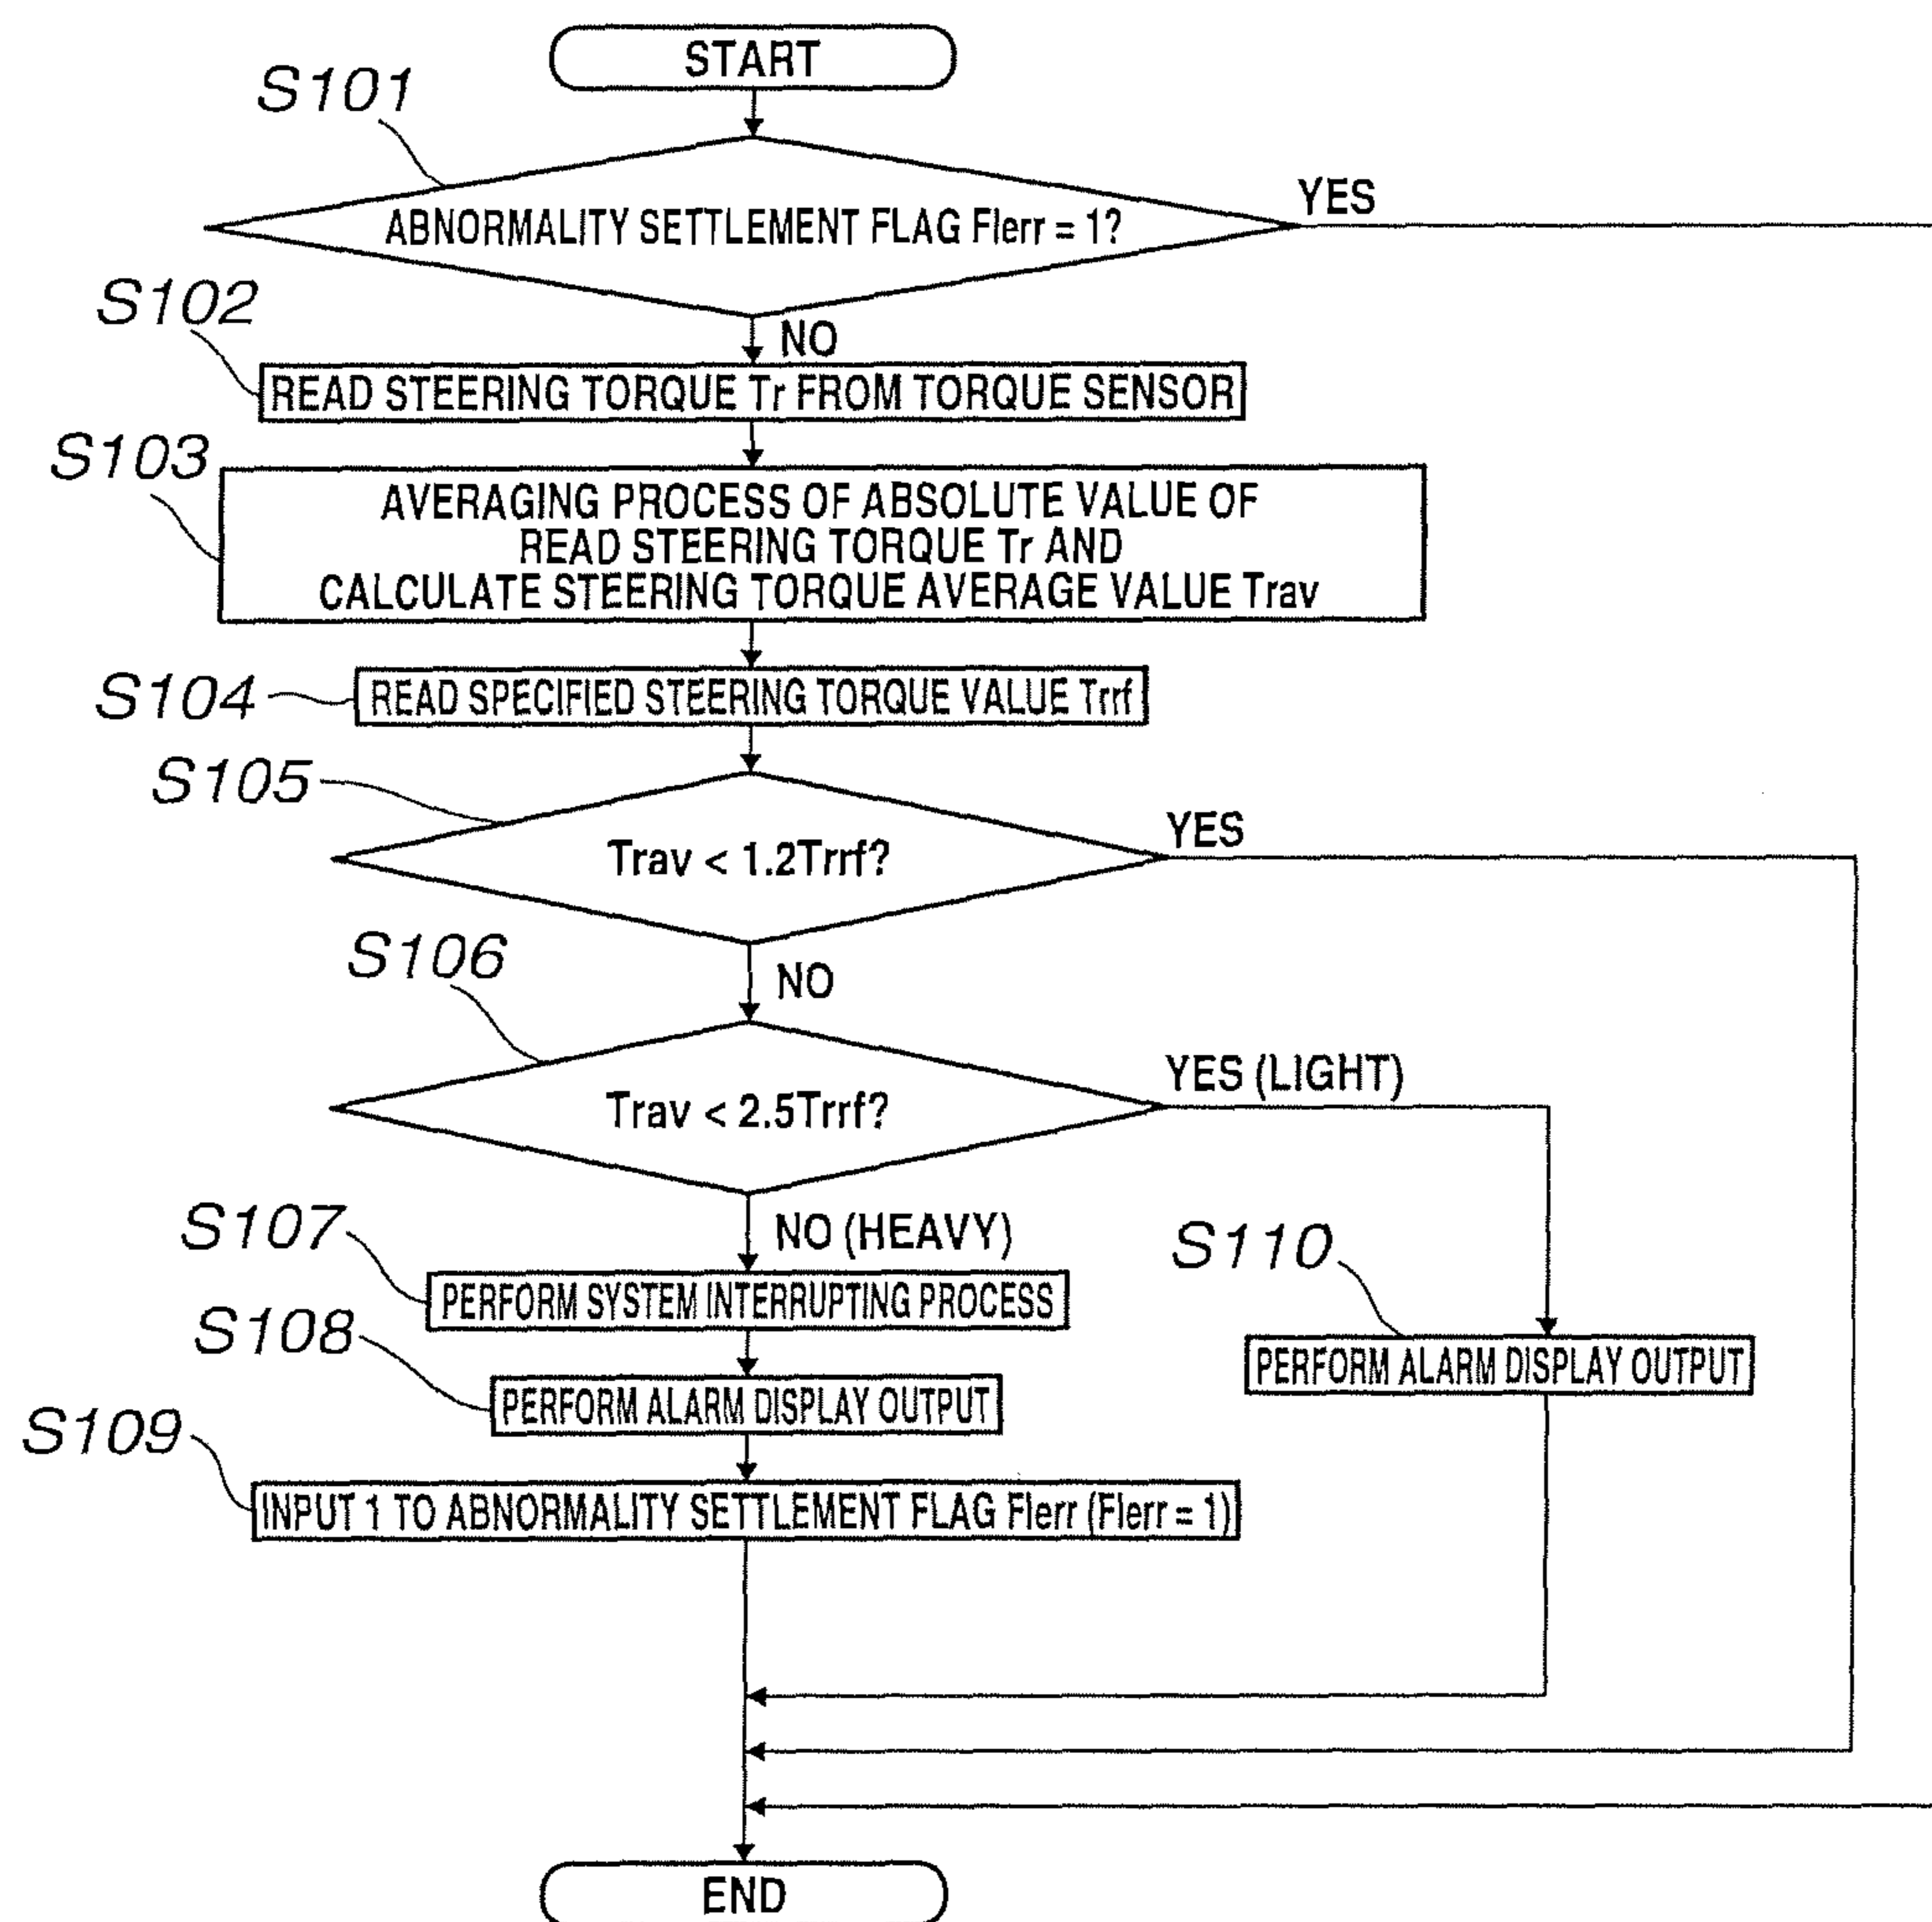 START
S101
ABNORMALITY SETTLEMENT FLAG Flerr = 1?
YES
NO
S102
READ STEERING TORQUE Tr FROM TORQUE SENSOR
S103
AVERAGING PROCESS OF ABSOLUTE VALUE OF
READ STEERING TORQUE Tr AND
CALCULATE STEERING TORQUE AVERAGE VALUE Trav
S104
READ SPECIFIED STEERING TORQUE VALUE Trrf
S105
Trav < 1.2Trrf?
YES
NO
S106
Trav < 2.5Trrf?
YES (LIGHT)
NO (HEAVY)
S107
PERFORM SYSTEM INTERRUPTING PROCESS
S110
PERFORM ALARM DISPLAY OUTPUT
S108
PERFORM ALARM DISPLAY OUTPUT
S109
INPUT 1 TO ABNORMALITY SETTLEMENT FLAG Flerr (Flerr = 1)
END